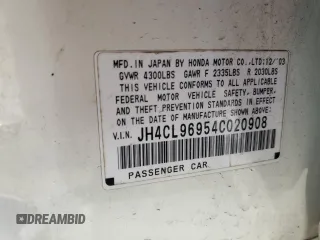 MFD. IN JAPAN BY HONDA MOTOR CO.,LTD.12/'03
GVWR 4300LBS GAWR F 2335LBS R 2030LBS
THIS VEHICLE CONFORMS TO ALL APPLICABLE
FEDERAL MOTOR VEHICLE SAFETY, BUMPER,
AND THEFT PREVENTION STANDARDS IN EFFECT
ON THE DATE OF MANUFACTURE SHOWN ABOVE.
V.I.N. JH4CL96954C020908
PASSENGER CAR
DREAMBID